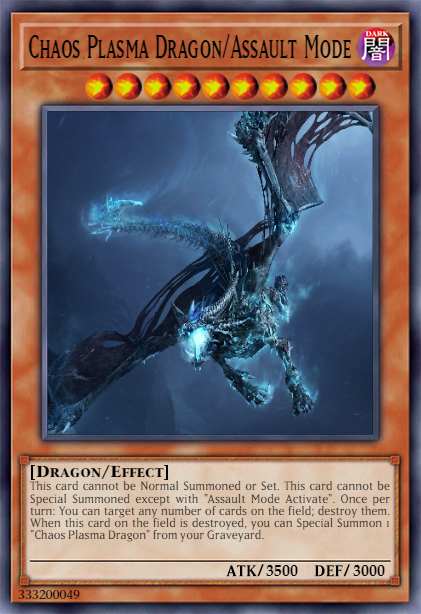 Chaos Plasma Dragon/Assault Mode
DARK
闇
[Dragon/Effect]
This card cannot be Normal Summoned or Set. This card cannot be
Special Summoned except with "Assault Mode Activate". Once per
turn: You can target any number of cards on the field; destroy them.
When this card on the field is destroyed, you can Special Summon 1
"Chaos Plasma Dragon" from your Graveyard.
ATK/3500 DEF/3000
333200049